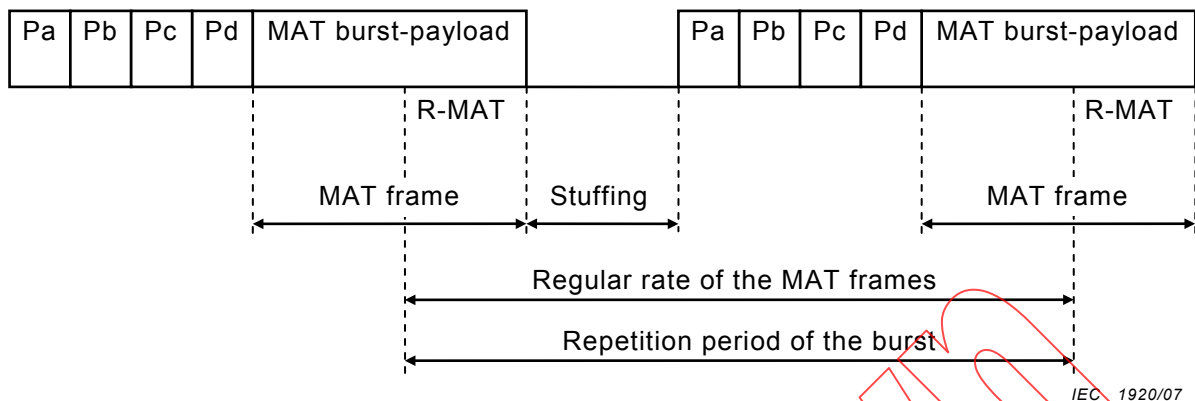 Pa Pb Pc Pd MAT burst-payload Pa Pb Pc Pd MAT burst-payload
R-MAT R-MAT
MAT frame Stuffing MAT frame
Regular rate of the MAT frames
Repetition period of the burst
IEC 1920/07